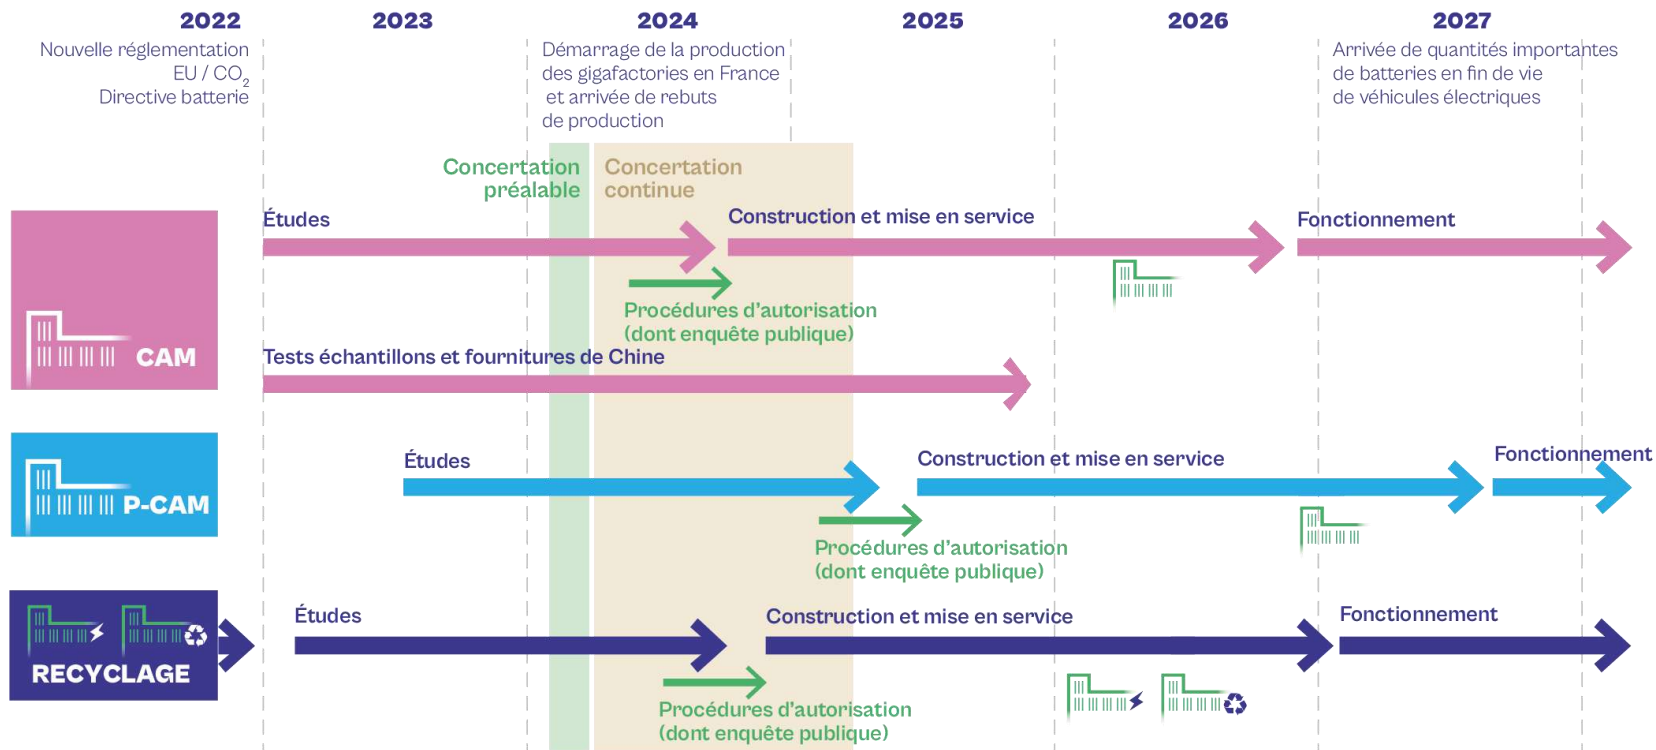 2022
2023
2024
2025
2026
2027
Nouvelle réglementation
EU / CO₂
Directive batterie
Démarrage de la production
des gigafactories en France
et arrivée de rebuts
de production
Arrivée de quantités importantes
de batteries en fin de vie
de véhicules électriques
Concertation
préalable
Concertation
continue
CAM
Études
Construction et mise en service
Fonctionnement
Procédures d'autorisation
(dont enquête publique)
Tests échantillons et fournitures de Chine
P-CAM
Études
Construction et mise en service
Fonctionnement
Procédures d'autorisation
(dont enquête publique)
RECYCLAGE
Études
Construction et mise en service
Fonctionnement
Procédures d'autorisation
(dont enquête publique)